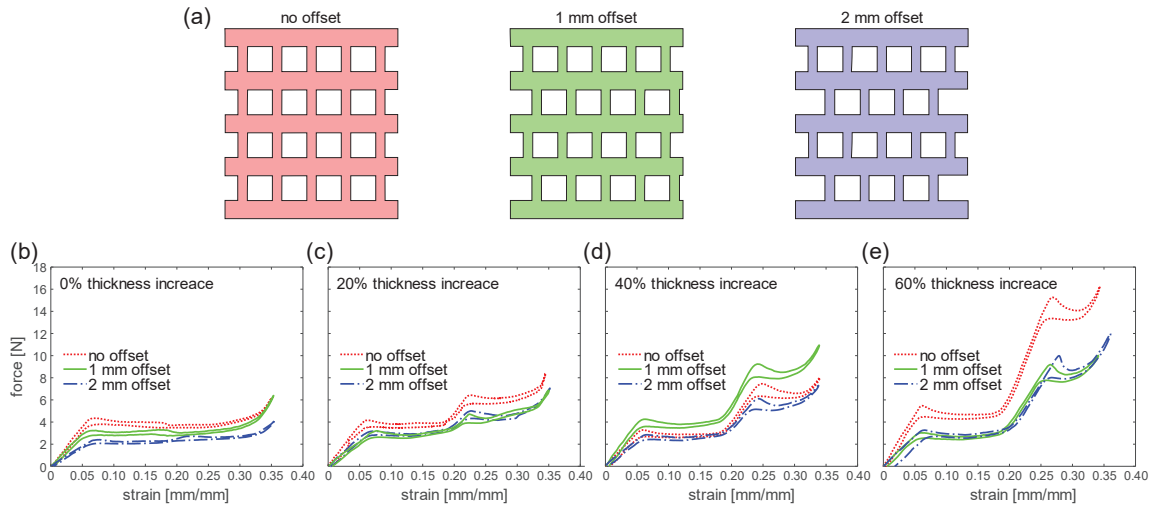 (a)
no offset
1 mm offset
2 mm offset
(b)
(c)
(d)
(e)
18
16
14
12
10
8
6
4
2
0
force [N]
0% thickness increace
no offset
1 mm offset
2 mm offset
0 0.05 0.10 0.15 0.20 0.25 0.30 0.35 0.40
strain [mm/mm]
20% thickness increace
no offset
1 mm offset
2 mm offset
0 0.05 0.10 0.15 0.20 0.25 0.30 0.35 0.40
strain [mm/mm]
40% thickness increace
no offset
1 mm offset
2 mm offset
0 0.05 0.10 0.15 0.20 0.25 0.30 0.35 0.40
strain [mm/mm]
60% thickness increace
no offset
1 mm offset
2 mm offset
0 0.05 0.10 0.15 0.20 0.25 0.30 0.35 0.40
strain [mm/mm]